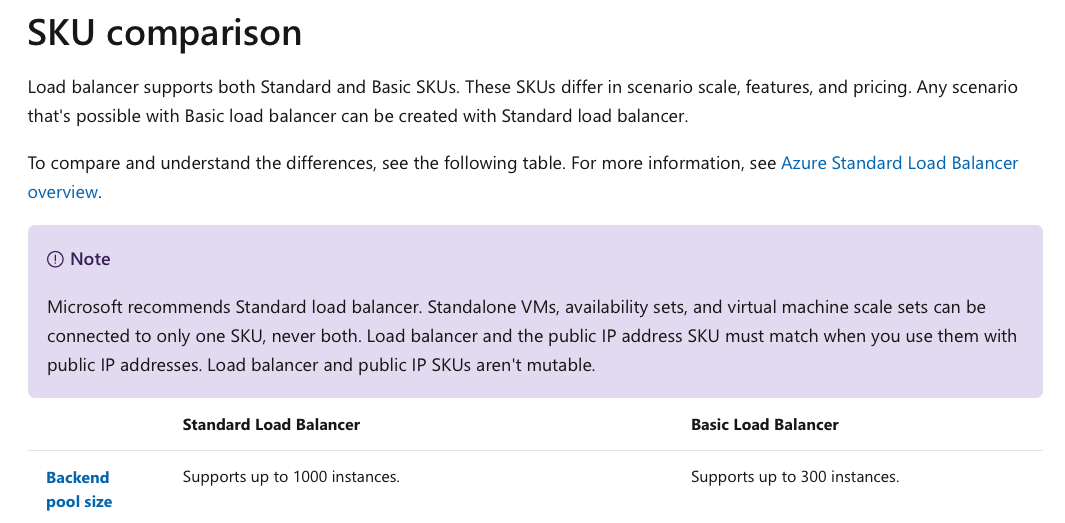 SKU comparison
Load balancer supports both Standard and Basic SKUs. These SKUs differ in scenario scale, features, and pricing. Any scenario
that's possible with Basic load balancer can be created with Standard load balancer.
To compare and understand the differences, see the following table. For more information, see Azure Standard Load Balancer
overview.
Note
Microsoft recommends Standard load balancer. Standalone VMs, availability sets, and virtual machine scale sets can be
connected to only one SKU, never both. Load balancer and the public IP address SKU must match when you use them with
public IP addresses. Load balancer and public IP SKUs aren't mutable.
Standard Load Balancer Basic Load Balancer
Backend Supports up to 1000 instances. Supports up to 300 instances.
pool size